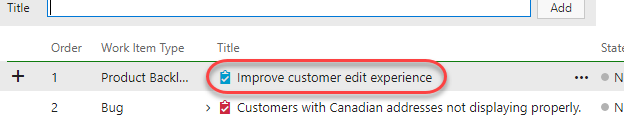 Title Add
Order Work Item Type Title State
+ 1 Product Backl... Improve customer edit experience ... N
2 Bug > Customers with Canadian addresses not displaying properly. N